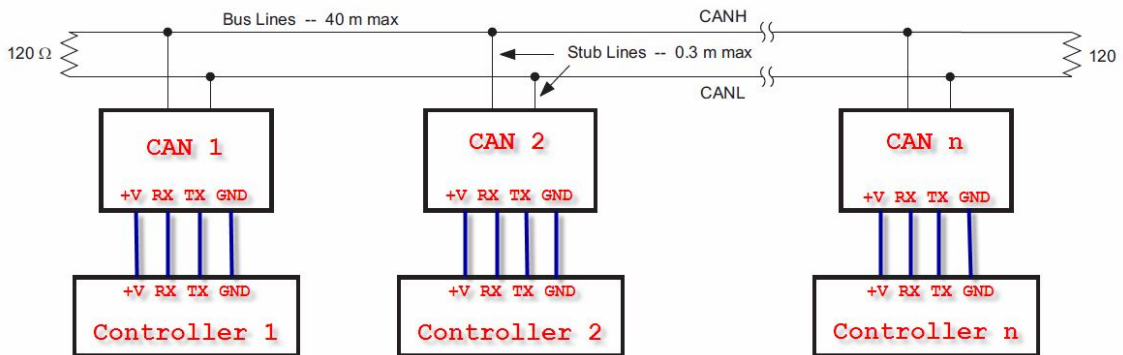 Bus Lines -- 40 m max
CANH
120 Ω
Stub Lines -- 0.3 m max
120
CANL
CAN 1
CAN 2
CAN n
+V RX TX GND
+V RX TX GND
+V RX TX GND
+V RX TX GND
+V RX TX GND
+V RX TX GND
Controller 1
Controller 2
Controller n